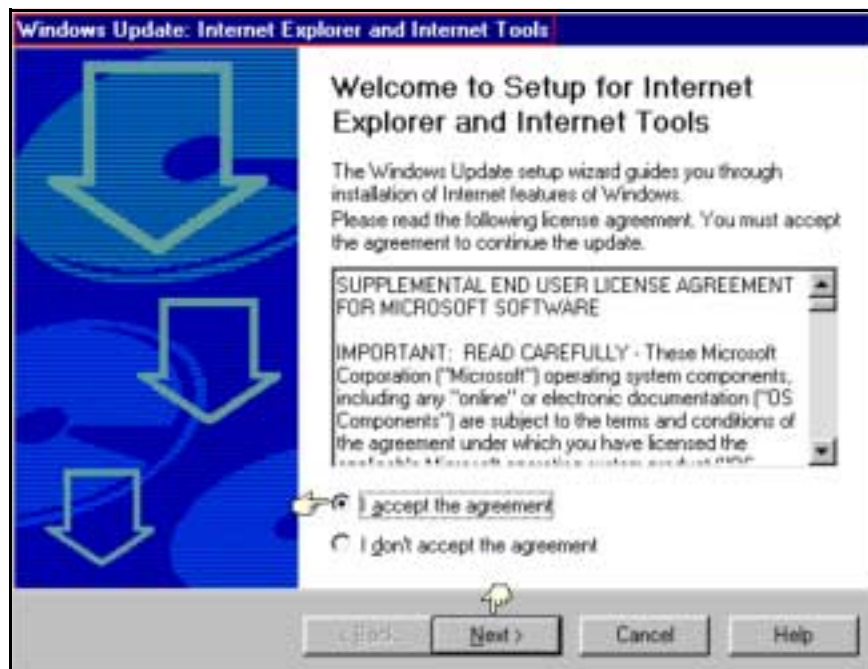 Windows Update: Internet Explorer and Internet Tools
Welcome to Setup for Internet
Explorer and Internet Tools
The Windows Update setup wizard guides you through
installation of Internet features of Windows.
Please read the following license agreement. You must accept
the agreement to continue the update.
SUPPLEMENTAL END USER LICENSE AGREEMENT
FOR MICROSOFT SOFTWARE
IMPORTANT: READ CAREFULLY - These Microsoft
Corporation ("Microsoft") operating system components,
including any "online" or electronic documentation ("OS
Components") are subject to the terms and conditions of
the agreement under which you have licensed the
I accept the agreement
I don't accept the agreement
< Back Next > Cancel Help